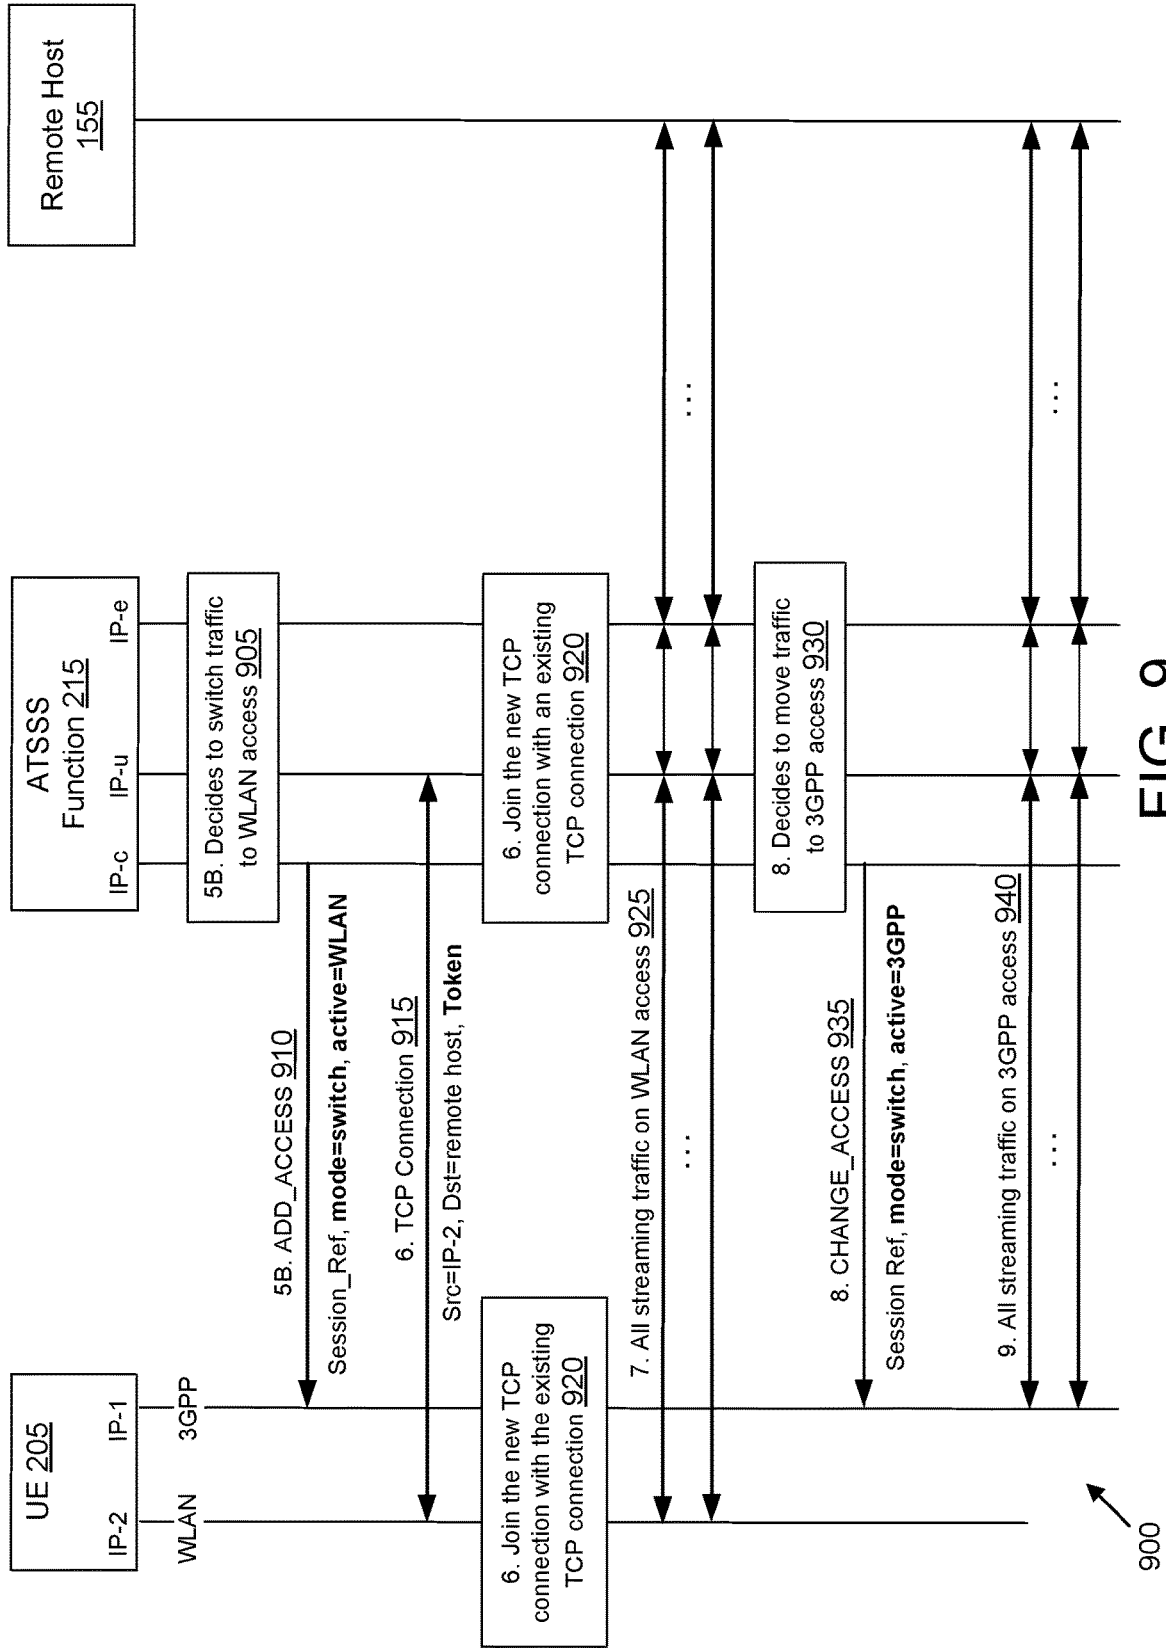 UE 205
IP-2
IP-1
WLAN
3GPP
ATSSS
Function 215
IP-c
IP-u
IP-e
Remote Host
155
5B. Decides to switch traffic
to WLAN access 905
5B. ADD_ACCESS 910
Session_Ref, mode=switch, active=WLAN
6. TCP Connection 915
Src=IP-2, Dst=remote host, Token
6. Join the new TCP
connection with the existing
TCP connection 920
6. Join the new TCP
connection with an existing
TCP connection 920
7. All streaming traffic on WLAN access 925
...
...
8. Decides to move traffic
to 3GPP access 930
8. CHANGE_ACCESS 935
Session Ref, mode=switch, active=3GPP
9. All streaming traffic on 3GPP access 940
...
...
900
FIG. 9